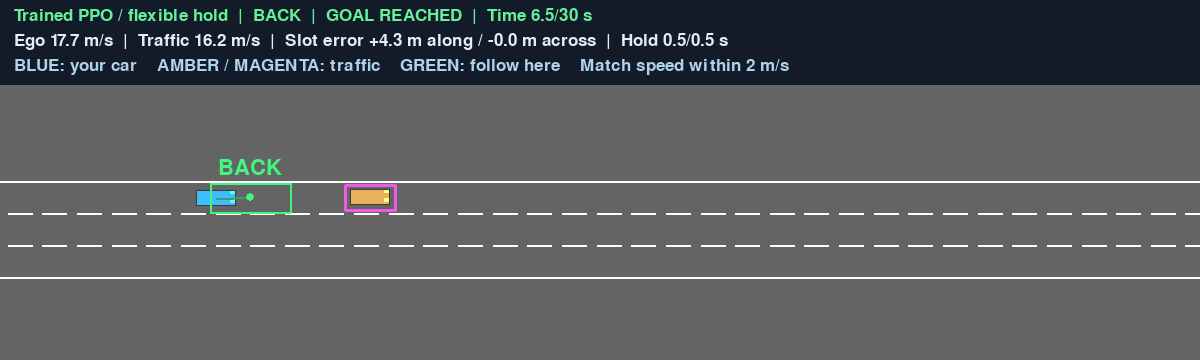 Trained PPO / flexible hold | BACK | GOAL REACHED | Time 6.5/30 s
Ego 17.7 m/s | Traffic 16.2 m/s | Slot error +4.3 m along / -0.0 m across | Hold 0.5/0.5 s
BLUE: your car AMBER / MAGENTA: traffic GREEN: follow here Match speed within 2 m/s
BACK